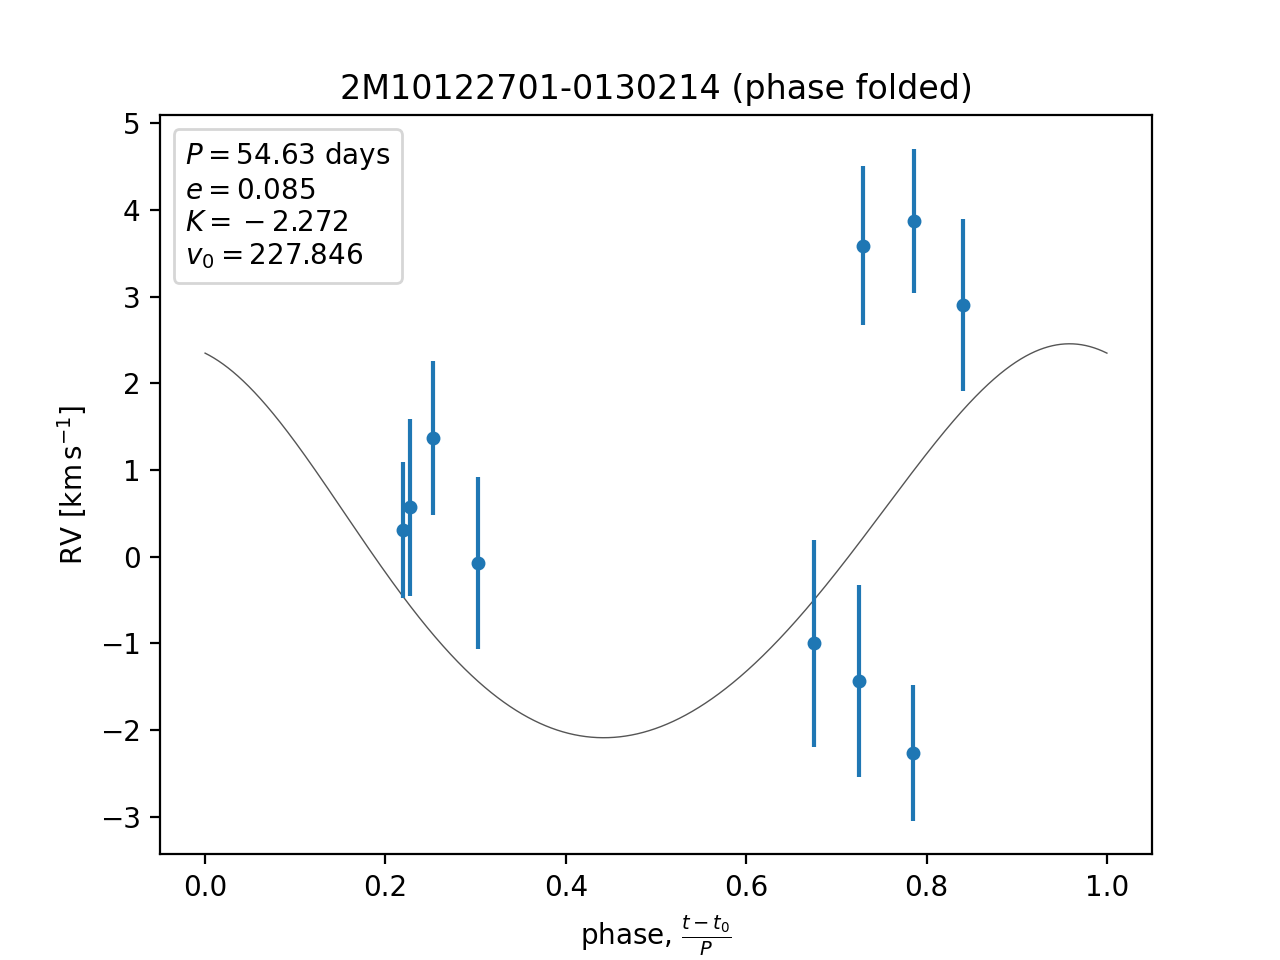 2M10122701-0130214 (phase folded)
P = 54.63 days
e = 0.085
K = −2.272
v₀ = 227.846
RV [km s⁻¹]
5
4
3
2
1
0
−1
−2
−3
0.0 0.2 0.4 0.6 0.8 1.0
phase, (t − t₀)/P